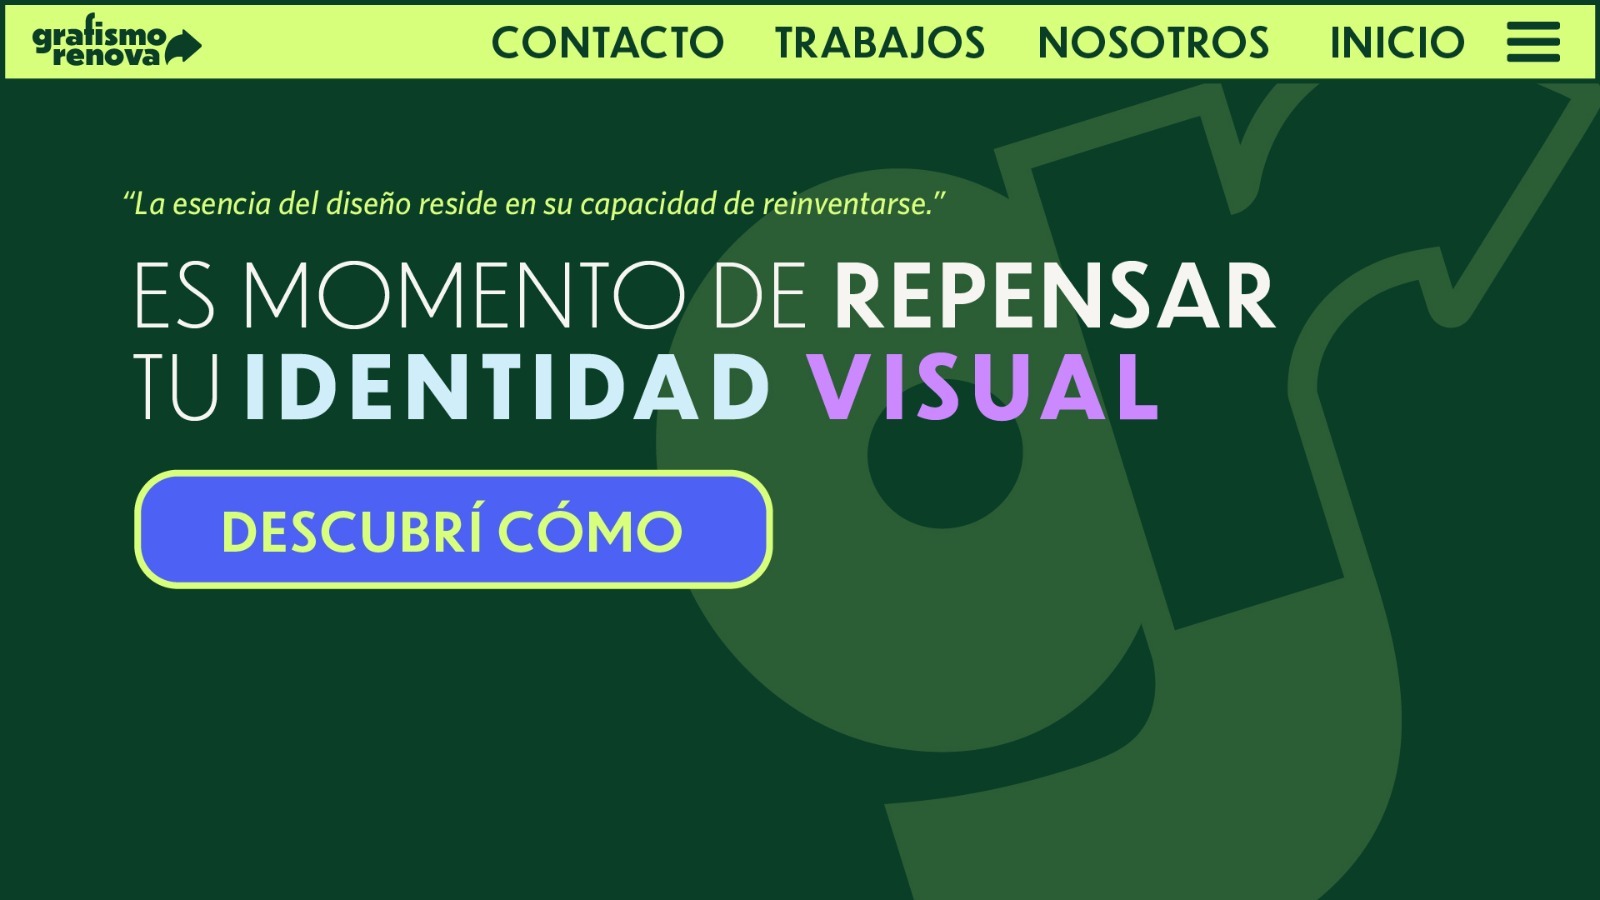 grafismo
renova
CONTACTO TRABAJOS NOSOTROS INICIO
“La esencia del diseño reside en su capacidad de reinventarse.”
ES MOMENTO DE REPENSAR
TU IDENTIDAD VISUAL
DESCUBRÍ CÓMO
gr